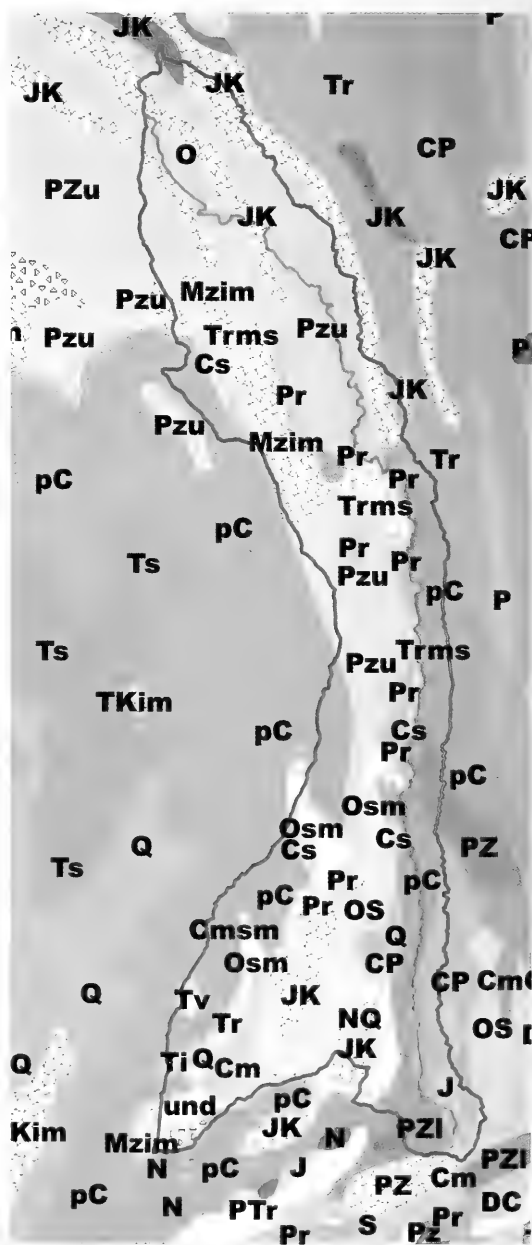 P
JK
JK JK Tr
O CP
PZu JK
JK JK
CP
JK
Pzu Mzim
Pzu Trms Pzu
Cs
Pr JK
Pzu Mzim
Pr Tr
pC Pr
Trms
pC
Pr Pr
Ts Pzu
pC P
Ts Trms
Pzu
TKim Pr
pC Cs
Pr
pC
Osm
Osm Cs
Q Cs PZ
Ts
Pr pC
pC Pr OS
Cmsm Q
Osm CP
CP Cm
Q Tv JK
Tr NQ OS
JK
Q Ti Q Cm
J
und pC
Kim JK PZl
Mzim N
N pC J PZl
Cm
pC PZ DC
N PTr Pr
Pr S Pz